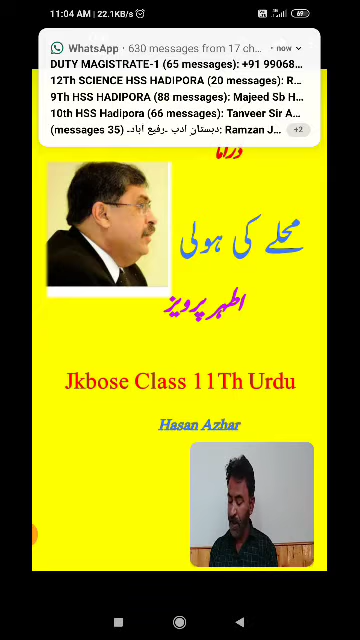 11:04 AM | 22.1KB/s
69
WhatsApp • 630 messages from 17 ch... • now
DUTY MAGISTRATE-1 (65 messages): +91 99068...
12Th SCIENCE HSS HADIPORA (20 messages): R...
9Th HSS HADIPORA (88 messages): Majeed Sb H...
10th HSS Hadipora (66 messages): Tanveer Sir A...
(messages 35) دبستان ادب ۔رفیع آباد۔: Ramzan J... +2
ڈراما
محلے کی ہولی
اطہر پرویز
Jkbose Class 11Th Urdu
Hasan Azhar